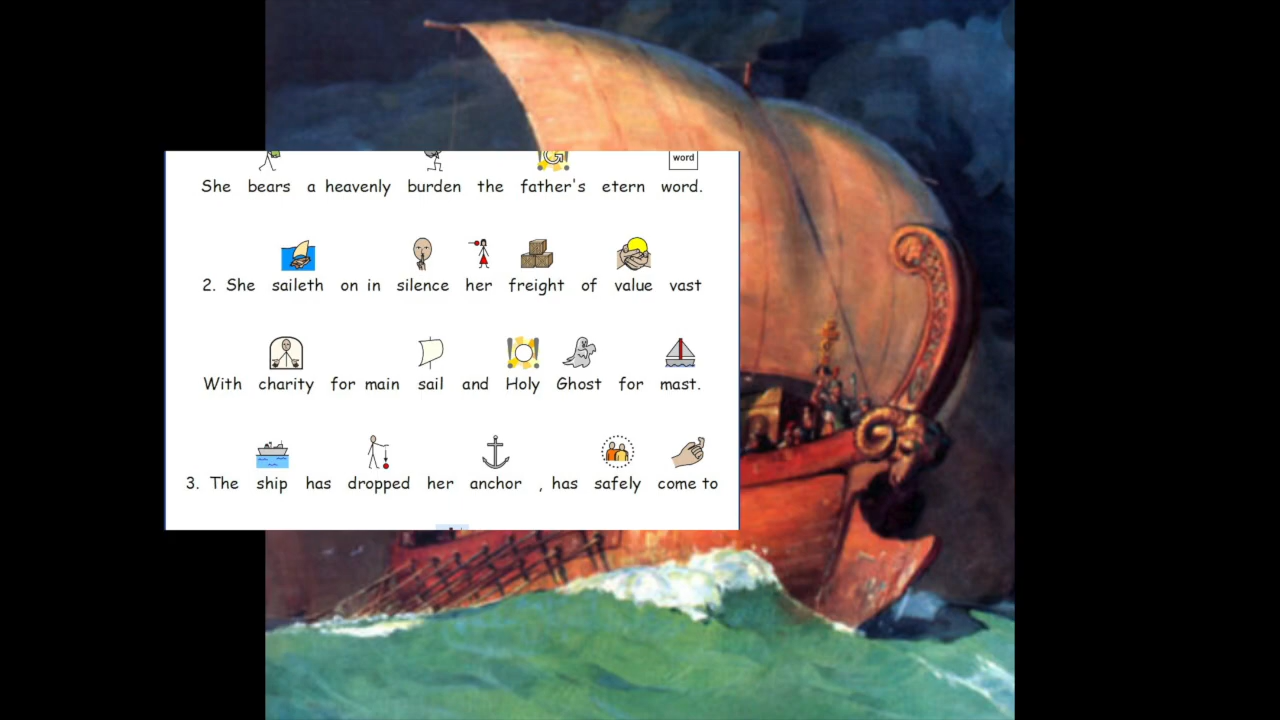 word
She bears a heavenly burden the father's etern word.
2. She saileth on in silence her freight of value vast
With charity for main sail and Holy Ghost for mast.
3. The ship has dropped her anchor , has safely come to